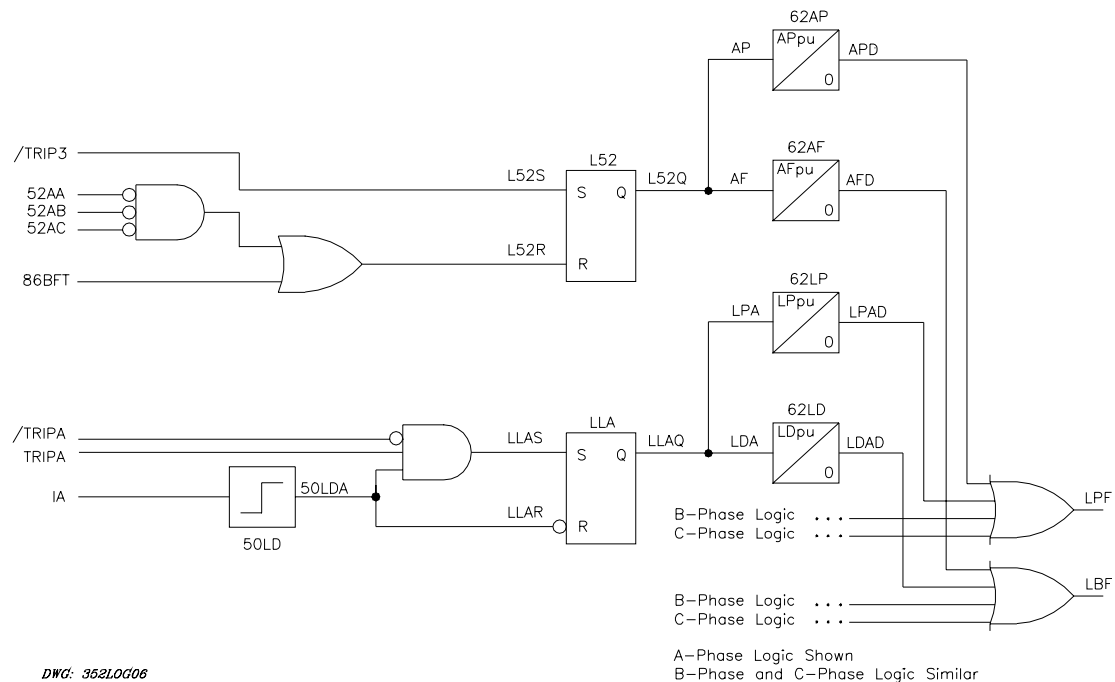 62AP
APpu
0
AP
APD
/TRIP3
52AA
52AB
52AC
86BFT
L52S
L52R
L52
S
Q
R
L52Q
62AF
AFpu
0
AF
AFD
62LP
LPpu
0
LPA
LPAD
/TRIPA
TRIPA
IA
50LDA
50LD
LLAS
LLAR
LLA
S
Q
R
LLAQ
62LD
LDpu
0
LDA
LDAD
B-Phase Logic ...
C-Phase Logic ...
LPF
B-Phase Logic ...
C-Phase Logic ...
LBF
A-Phase Logic Shown
B-Phase and C-Phase Logic Similar
DWG: 352LOG06